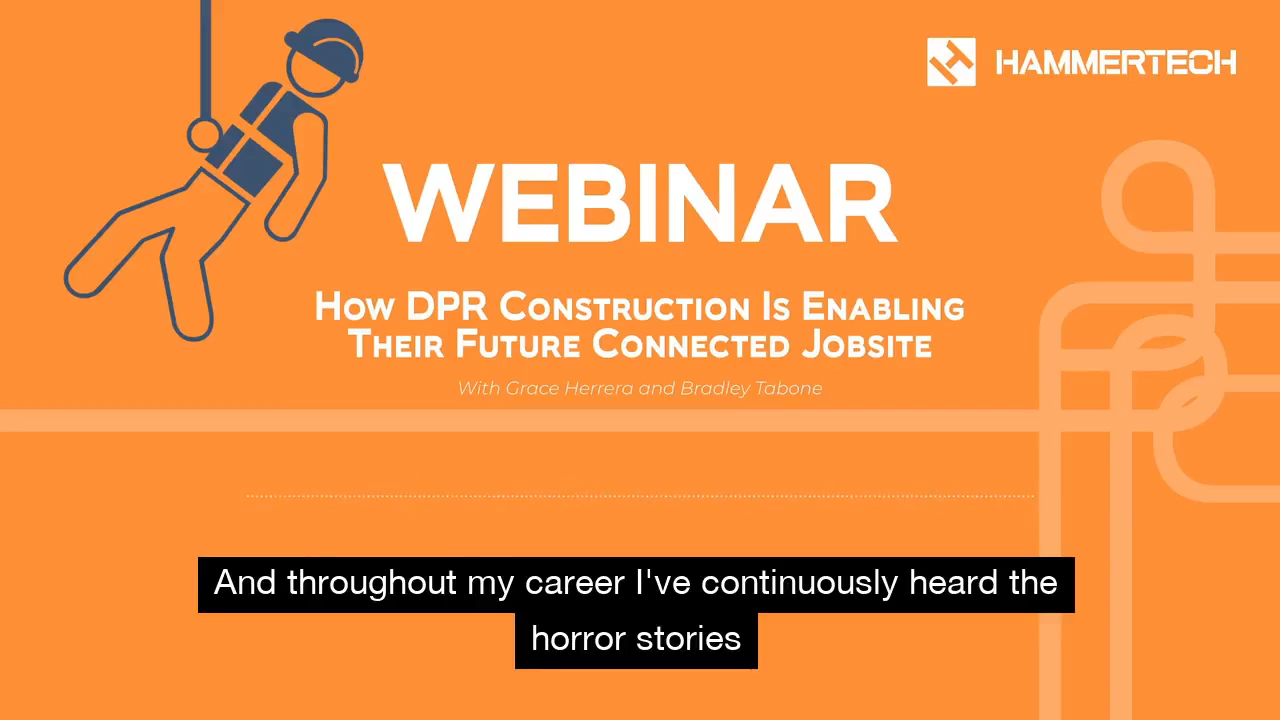 HAMMERTECH
WEBINAR
How DPR Construction Is Enabling
Their Future Connected Jobsite
With Grace Herrera and Bradley Tabone
And throughout my career I've continuously heard the
horror stories